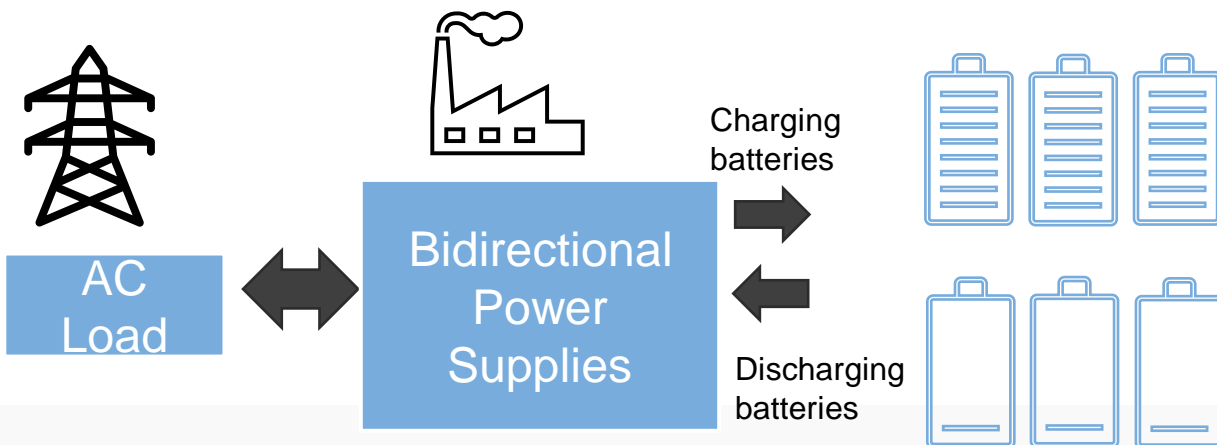 AC
Load
Bidirectional
Power
Supplies
Charging
batteries
Discharging
batteries